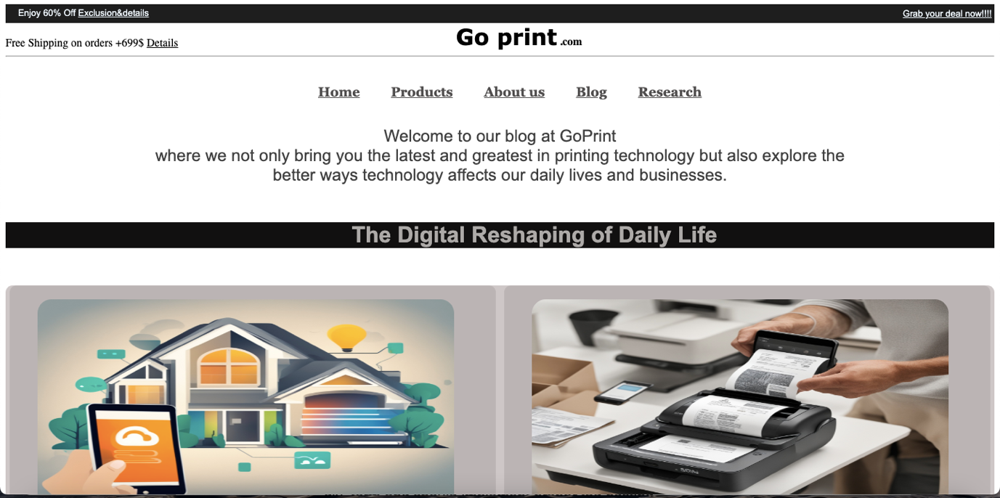 Enjoy 60% Off Exclusion&details
Grab your deal now!!!!
Free Shipping on orders +699$ Details
Go print .com
Home Products About us Blog Research
Welcome to our blog at GoPrint
where we not only bring you the latest and greatest in printing technology but also explore the
better ways technology affects our daily lives and businesses.
The Digital Reshaping of Daily Life